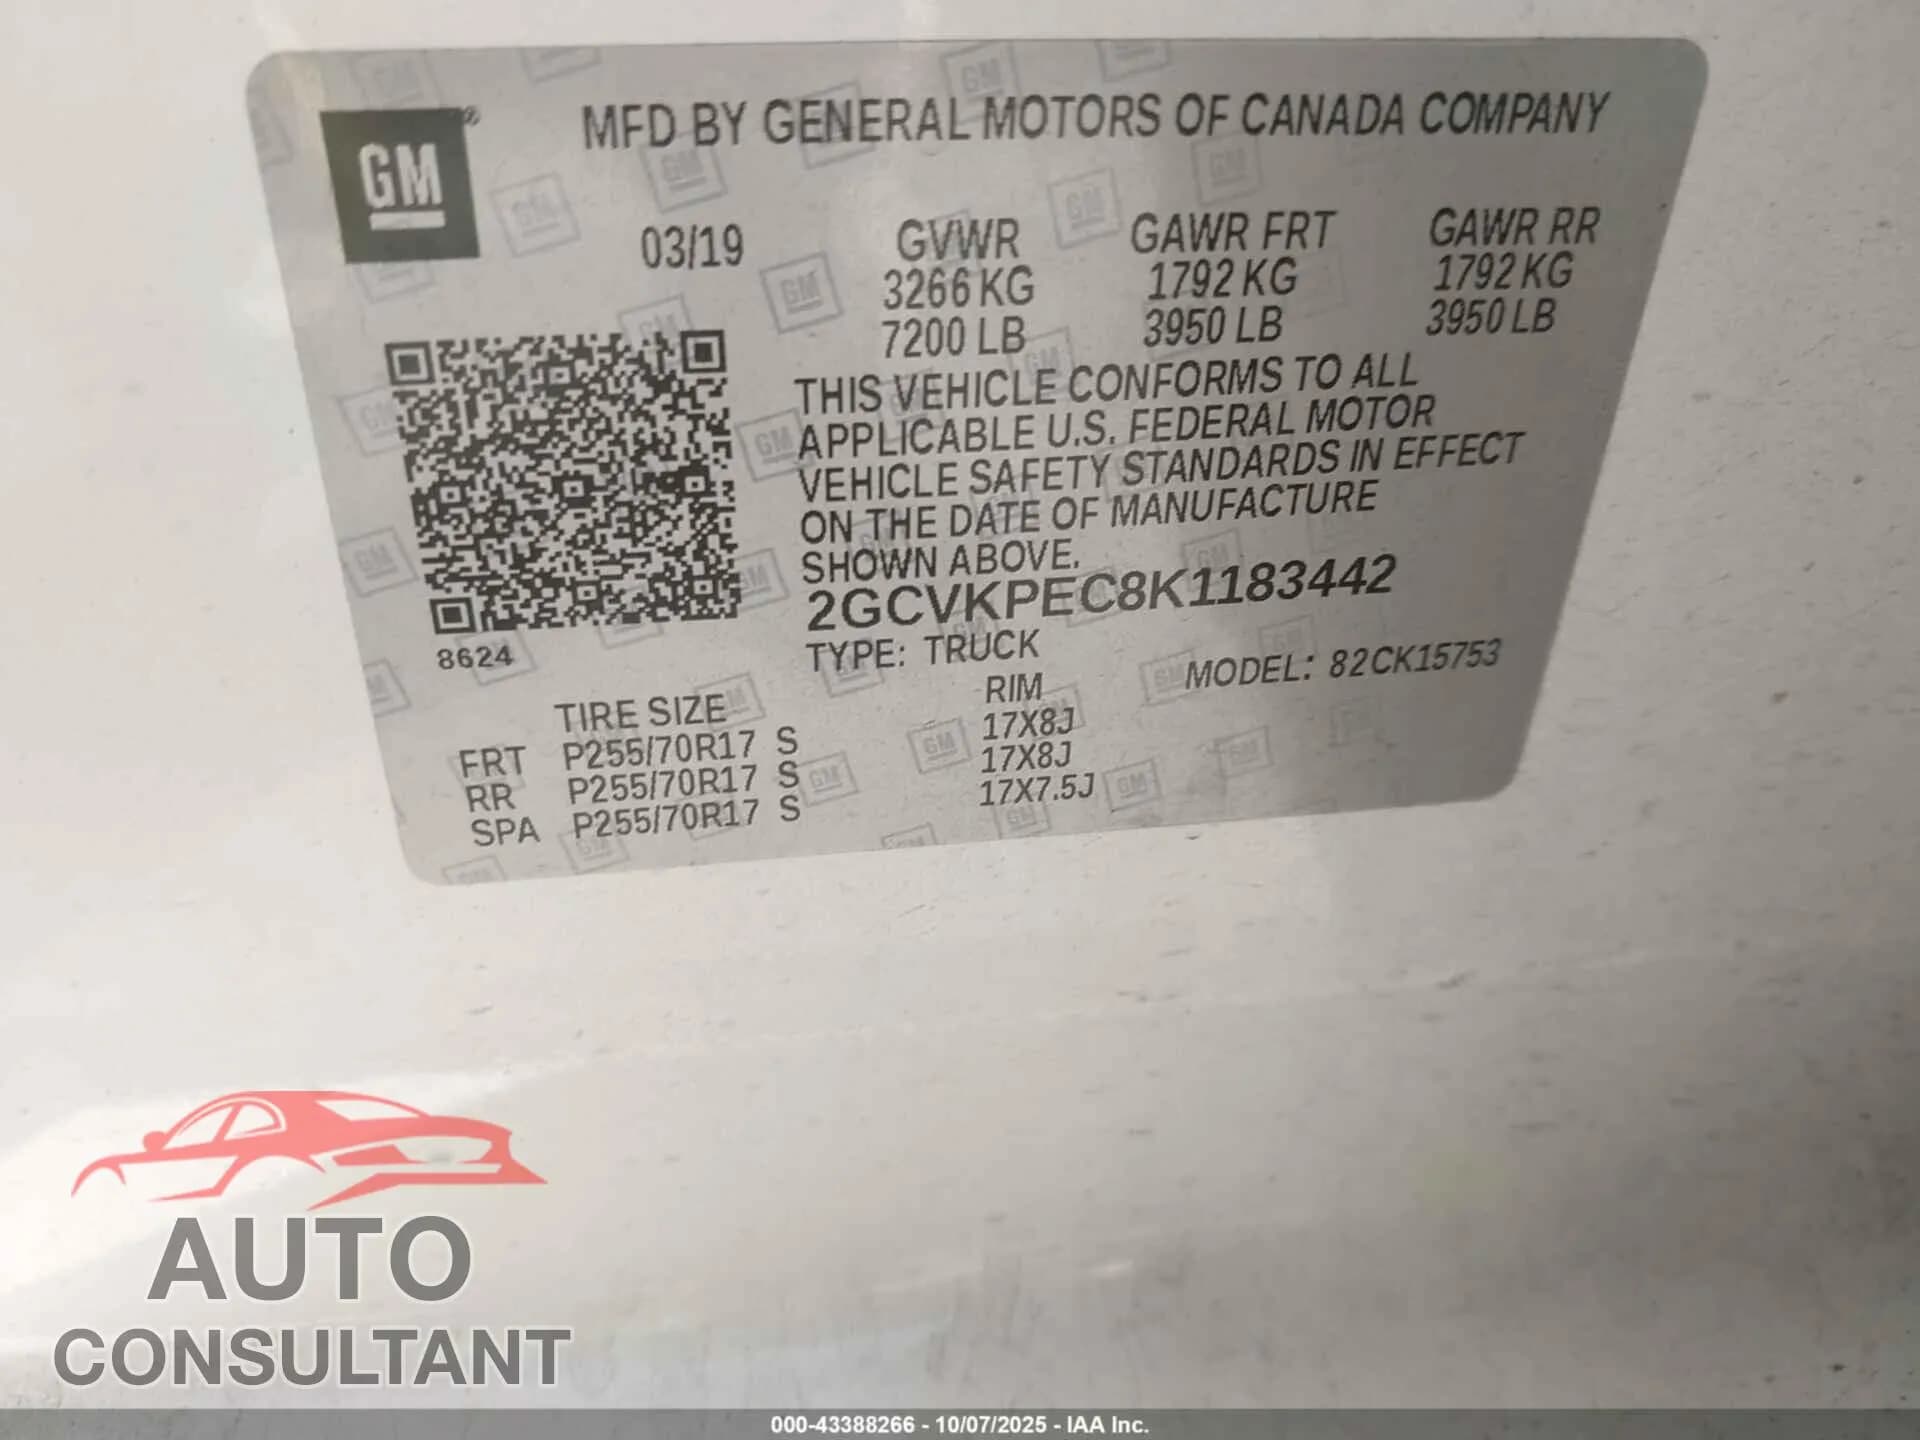 GM
MFD BY GENERAL MOTORS OF CANADA COMPANY
03/19 GVWR GAWR FRT GAWR RR
3266 KG 1792 KG 1792 KG
7200 LB 3950 LB 3950 LB
THIS VEHICLE CONFORMS TO ALL
APPLICABLE U.S. FEDERAL MOTOR
VEHICLE SAFETY STANDARDS IN EFFECT
ON THE DATE OF MANUFACTURE
SHOWN ABOVE.
2GCVKPEC8K1183442
8624
TYPE: TRUCK MODEL: 82CK15753
TIRE SIZE RIM
FRT P255/70R17 S 17X8J
RR P255/70R17 S 17X8J
SPA P255/70R17 S 17X7.5J
AUTO
CONSULTANT
000-43388266 - 10/07/2025 - IAA Inc.